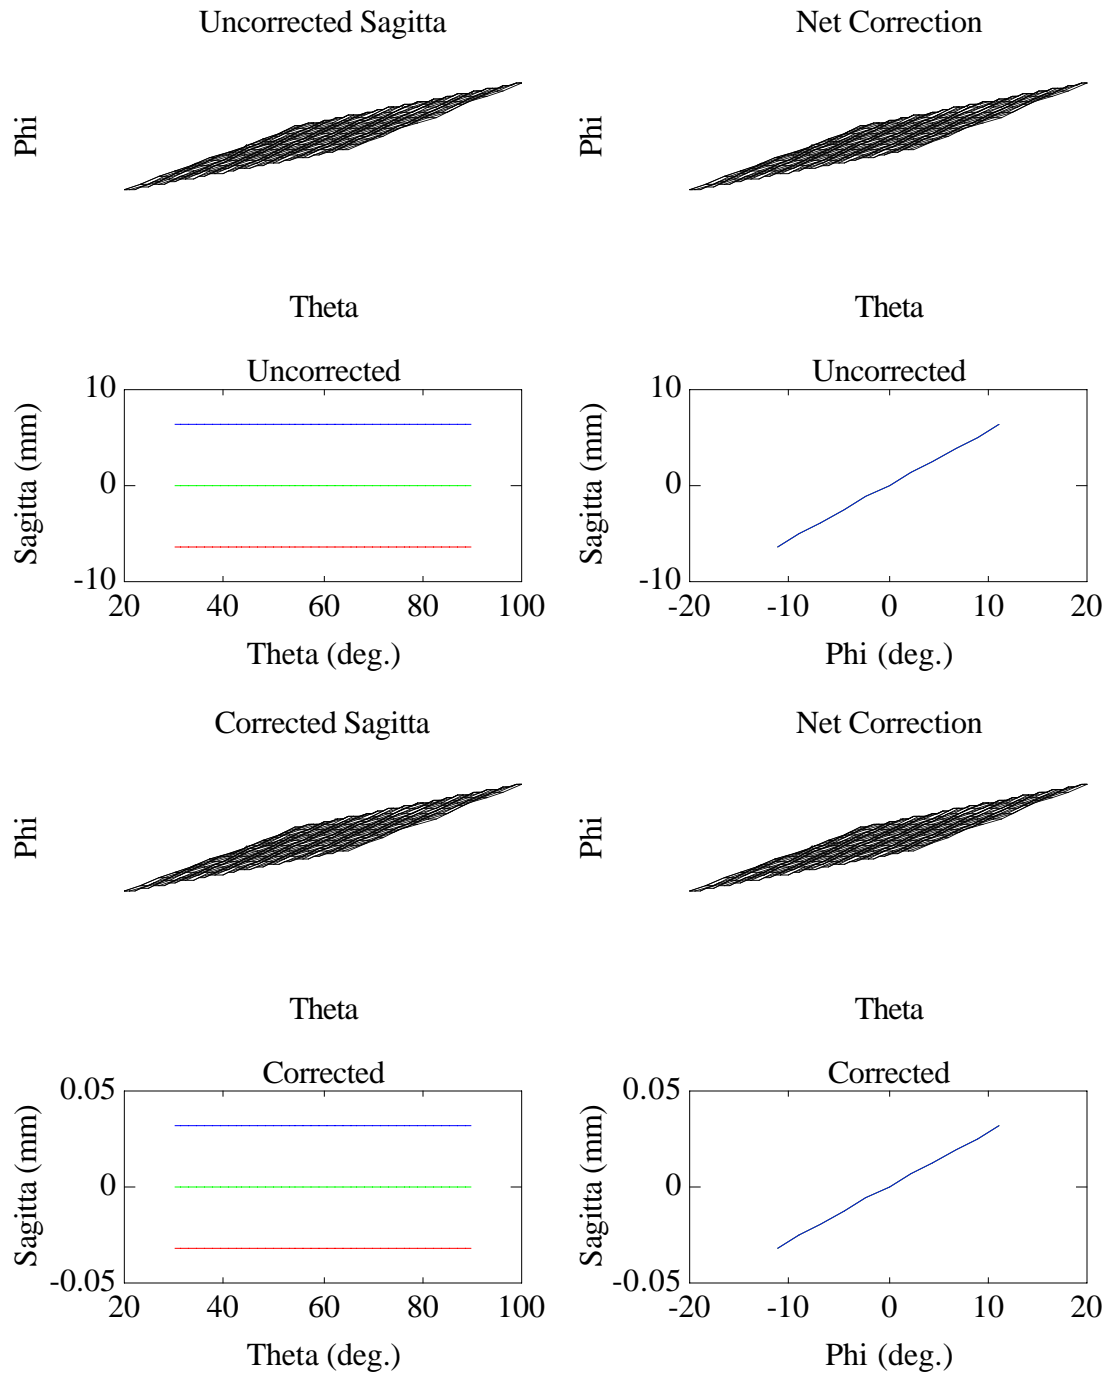 Uncorrected Sagitta
Net Correction
Phi
Phi
Theta
Theta
Uncorrected
Uncorrected
10
0
-10
Sagitta (mm)
20 40 60 80 100
Theta (deg.)
10
0
-10
Sagitta (mm)
-20 -10 0 10 20
Phi (deg.)
Corrected Sagitta
Net Correction
Phi
Phi
Theta
Theta
Corrected
Corrected
0.05
0
-0.05
Sagitta (mm)
20 40 60 80 100
Theta (deg.)
0.05
0
-0.05
Sagitta (mm)
-20 -10 0 10 20
Phi (deg.)